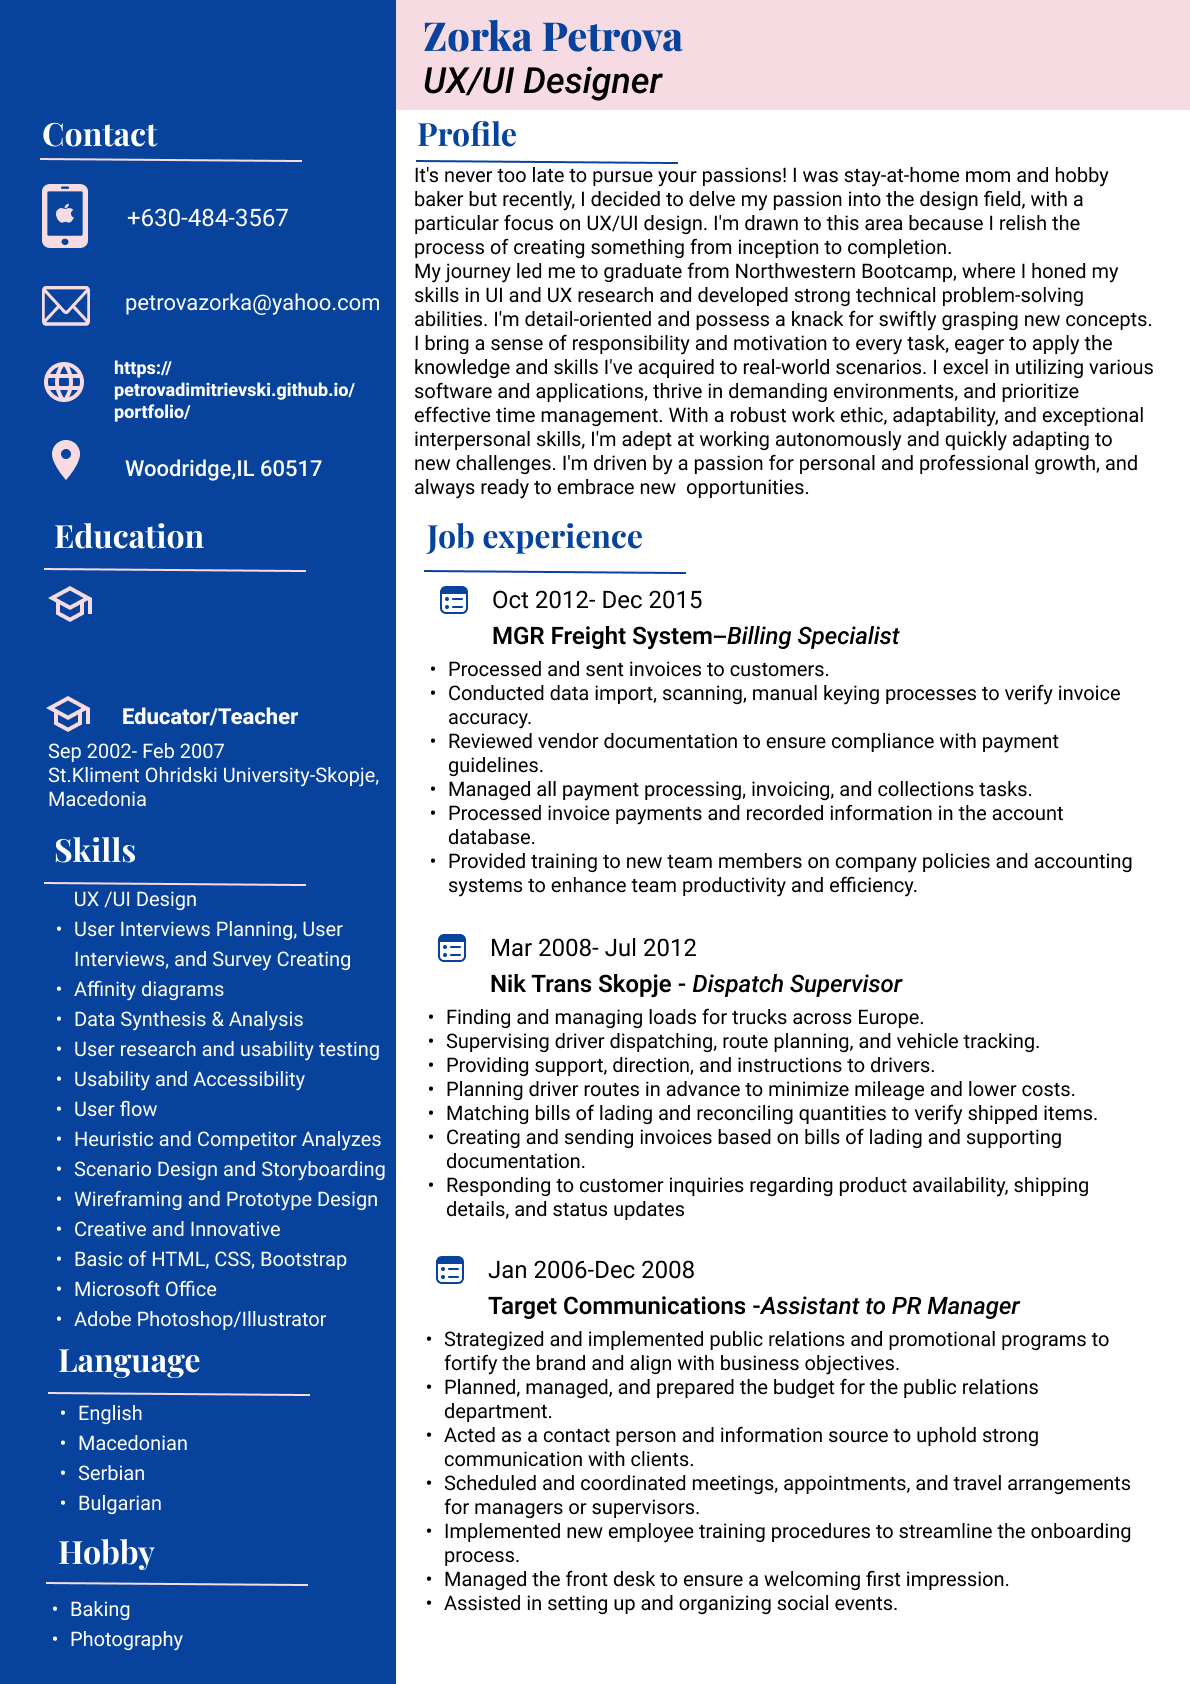 Zorka Petrova
UX/UI Designer
Contact
+630-484-3567
petrovazorka@yahoo.com
https://
petrovadimitrievski.github.io/
portfolio/
Woodridge,IL 60517
Education
Educator/Teacher
Sep 2002- Feb 2007
St.Kliment Ohridski University-Skopje,
Macedonia
Skills
UX /UI Design
• User Interviews Planning, User
Interviews, and Survey Creating
• Affinity diagrams
• Data Synthesis & Analysis
• User research and usability testing
• Usability and Accessibility
• User flow
• Heuristic and Competitor Analyzes
• Scenario Design and Storyboarding
• Wireframing and Prototype Design
• Creative and Innovative
• Basic of HTML, CSS, Bootstrap
• Microsoft Office
• Adobe Photoshop/Illustrator
Language
• English
• Macedonian
• Serbian
• Bulgarian
Hobby
• Baking
• Photography
Profile
It's never too late to pursue your passions! I was stay-at-home mom and hobby
baker but recently, I decided to delve my passion into the design field, with a
particular focus on UX/UI design. I'm drawn to this area because I relish the
process of creating something from inception to completion.
My journey led me to graduate from Northwestern Bootcamp, where I honed my
skills in UI and UX research and developed strong technical problem-solving
abilities. I'm detail-oriented and possess a knack for swiftly grasping new concepts.
I bring a sense of responsibility and motivation to every task, eager to apply the
knowledge and skills I've acquired to real-world scenarios. I excel in utilizing various
software and applications, thrive in demanding environments, and prioritize
effective time management. With a robust work ethic, adaptability, and exceptional
interpersonal skills, I'm adept at working autonomously and quickly adapting to
new challenges. I'm driven by a passion for personal and professional growth, and
always ready to embrace new  opportunities.
Job experience
Oct 2012- Dec 2015
MGR Freight System–Billing Specialist
• Processed and sent invoices to customers.
• Conducted data import, scanning, manual keying processes to verify invoice
accuracy.
• Reviewed vendor documentation to ensure compliance with payment
guidelines.
• Managed all payment processing, invoicing, and collections tasks.
• Processed invoice payments and recorded information in the account
database.
• Provided training to new team members on company policies and accounting
systems to enhance team productivity and efficiency.
Mar 2008- Jul 2012
Nik Trans Skopje - Dispatch Supervisor
• Finding and managing loads for trucks across Europe.
• Supervising driver dispatching, route planning, and vehicle tracking.
• Providing support, direction, and instructions to drivers.
• Planning driver routes in advance to minimize mileage and lower costs.
• Matching bills of lading and reconciling quantities to verify shipped items.
• Creating and sending invoices based on bills of lading and supporting
documentation.
• Responding to customer inquiries regarding product availability, shipping
details, and status updates
Jan 2006-Dec 2008
Target Communications -Assistant to PR Manager
• Strategized and implemented public relations and promotional programs to
fortify the brand and align with business objectives.
• Planned, managed, and prepared the budget for the public relations
department.
• Acted as a contact person and information source to uphold strong
communication with clients.
• Scheduled and coordinated meetings, appointments, and travel arrangements
for managers or supervisors.
• Implemented new employee training procedures to streamline the onboarding
process.
• Managed the front desk to ensure a welcoming first impression.
• Assisted in setting up and organizing social events.